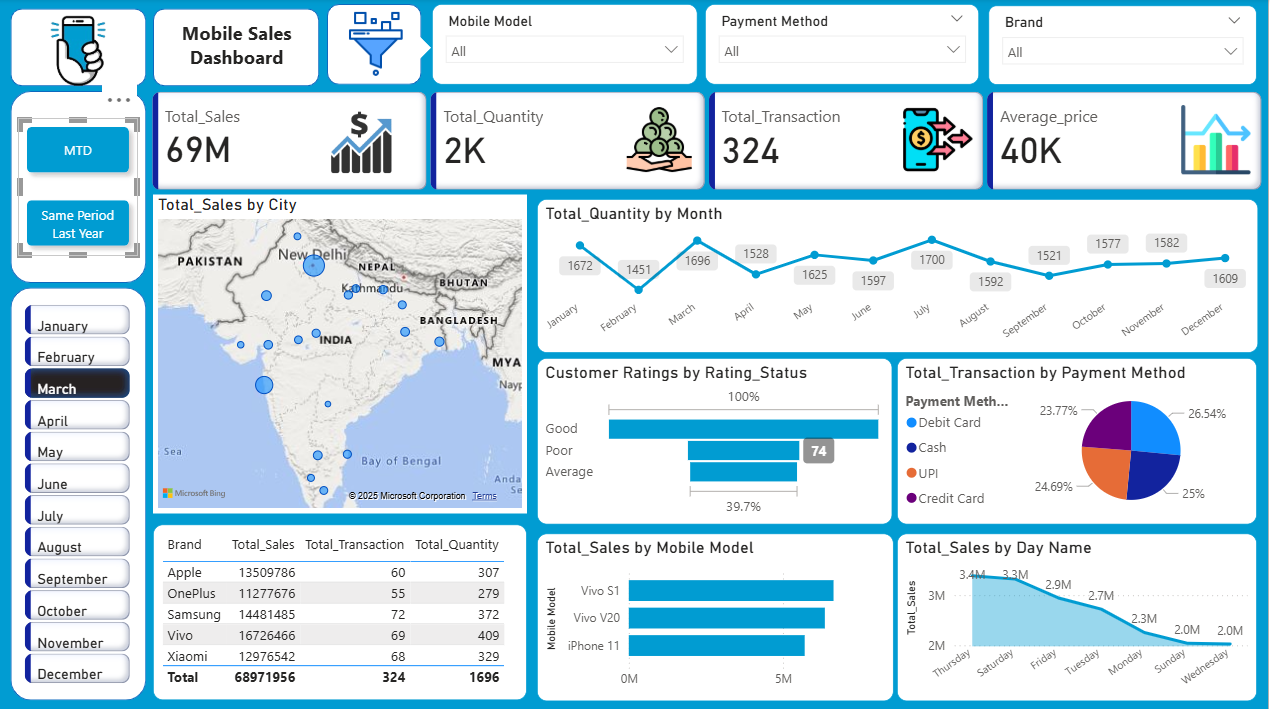 Mobile Sales
Dashboard
Mobile Model
All
Payment Method
All
Brand
All
MTD
Same Period
Last Year
Total_Sales
69M
Total_Quantity
2K
Total_Transaction
324
Average_price
40K
January
February
March
April
May
June
July
August
September
October
November
December
Total_Sales by City
PAKISTAN
New Delhi
NEPAL
Kathmandu
BHUTAN
BANGLADESH
INDIA
MYA
Nayp
Sea
Bay of Bengal
Anda
Se
Microsoft Bing
© 2025 Microsoft Corporation Terms
Total_Quantity by Month
1672
1451
1696
1528
1625
1597
1700
1592
1521
1577
1582
1609
January
February
March
April
May
June
July
August
September
October
November
December
Customer Ratings by Rating_Status
100%
Good
Poor
74
Average
39.7%
Total_Transaction by Payment Method
Payment Meth...
Debit Card
Cash
UPI
Credit Card
23.77%
26.54%
24.69%
25%
Brand Total_Sales Total_Transaction Total_Quantity
Apple 13509786 60 307
OnePlus 11277676 55 279
Samsung 14481485 72 372
Vivo 16726466 69 409
Xiaomi 12976542 68 329
Total 68971956 324 1696
Total_Sales by Mobile Model
Mobile Model
Vivo S1
Vivo V20
iPhone 11
0M 5M
Total_Sales by Day Name
Total_Sales
3M
2M
3.4M
3.3M
2.9M
2.7M
2.3M
2.0M
2.0M
Thursday
Saturday
Friday
Tuesday
Monday
Sunday
Wednesday